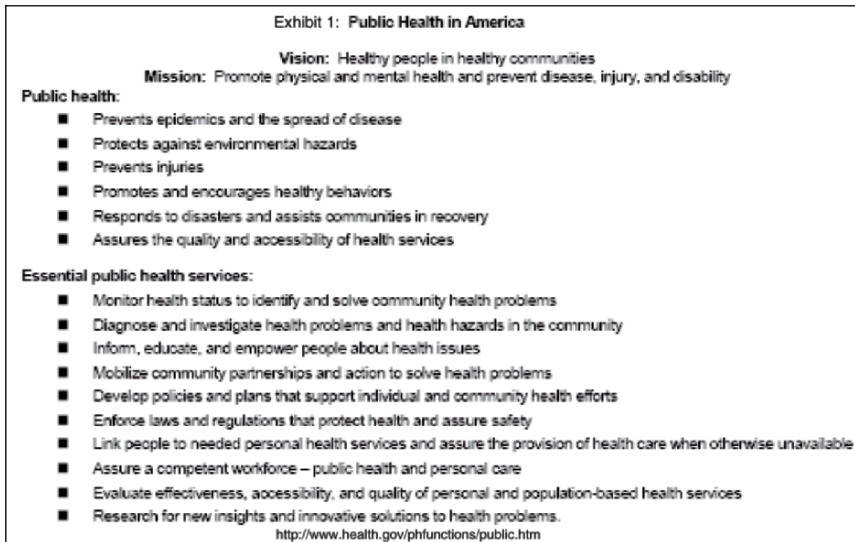 Exhibit 1: Public Health in America
Vision: Healthy people in healthy communities
Mission: Promote physical and mental health and prevent disease, injury, and disability
Public health:
■ Prevents epidemics and the spread of disease
■ Protects against environmental hazards
■ Prevents injuries
■ Promotes and encourages healthy behaviors
■ Responds to disasters and assists communities in recovery
■ Assures the quality and accessibility of health services
Essential public health services:
■ Monitor health status to identify and solve community health problems
■ Diagnose and investigate health problems and health hazards in the community
■ Inform, educate, and empower people about health issues
■ Mobilize community partnerships and action to solve health problems
■ Develop policies and plans that support individual and community health efforts
■ Enforce laws and regulations that protect health and assure safety
■ Link people to needed personal health services and assure the provision of health care when otherwise unavailable
■ Assure a competent workforce – public health and personal care
■ Evaluate effectiveness, accessibility, and quality of personal and population-based health services
■ Research for new insights and innovative solutions to health problems.
http://www.health.gov/phfunctions/public.htm